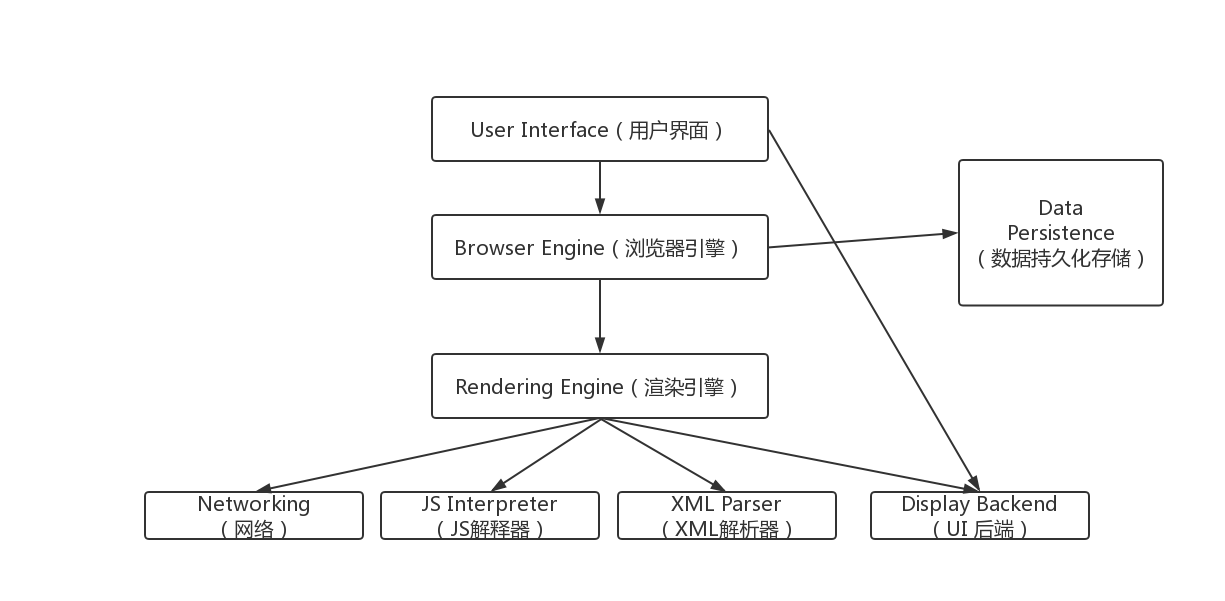 User Interface（用户界面）
Browser Engine（浏览器引擎）
Data
Persistence
（数据持久化存储）
Rendering Engine（渲染引擎）
Networking
（网络）
JS Interpreter
（JS解释器）
XML Parser
（XML解析器）
Display Backend
（UI 后端）